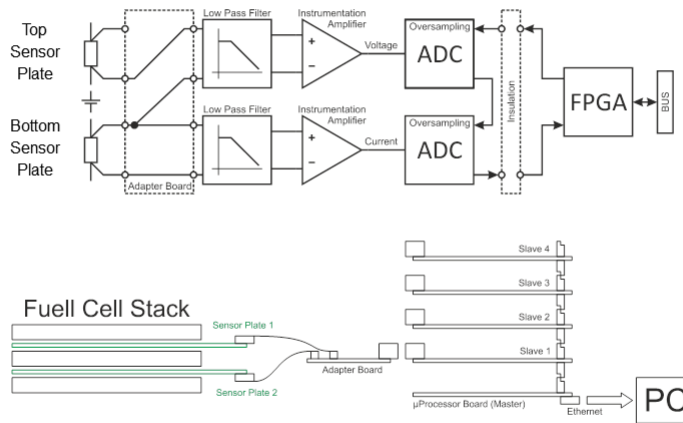 Top
Sensor
Plate
Bottom
Sensor
Plate
Adapter Board
Low Pass Filter
Instrumentation
Amplifier
+
−
Voltage
Oversampling
ADC
Low Pass Filter
Instrumentation
Amplifier
+
−
Current
Oversampling
ADC
Insulation
FPGA
BUS
Fuell Cell Stack
Sensor Plate 1
Sensor Plate 2
Adapter Board
Slave 4
Slave 3
Slave 2
Slave 1
µProcessor Board (Master)
Ethernet
PC